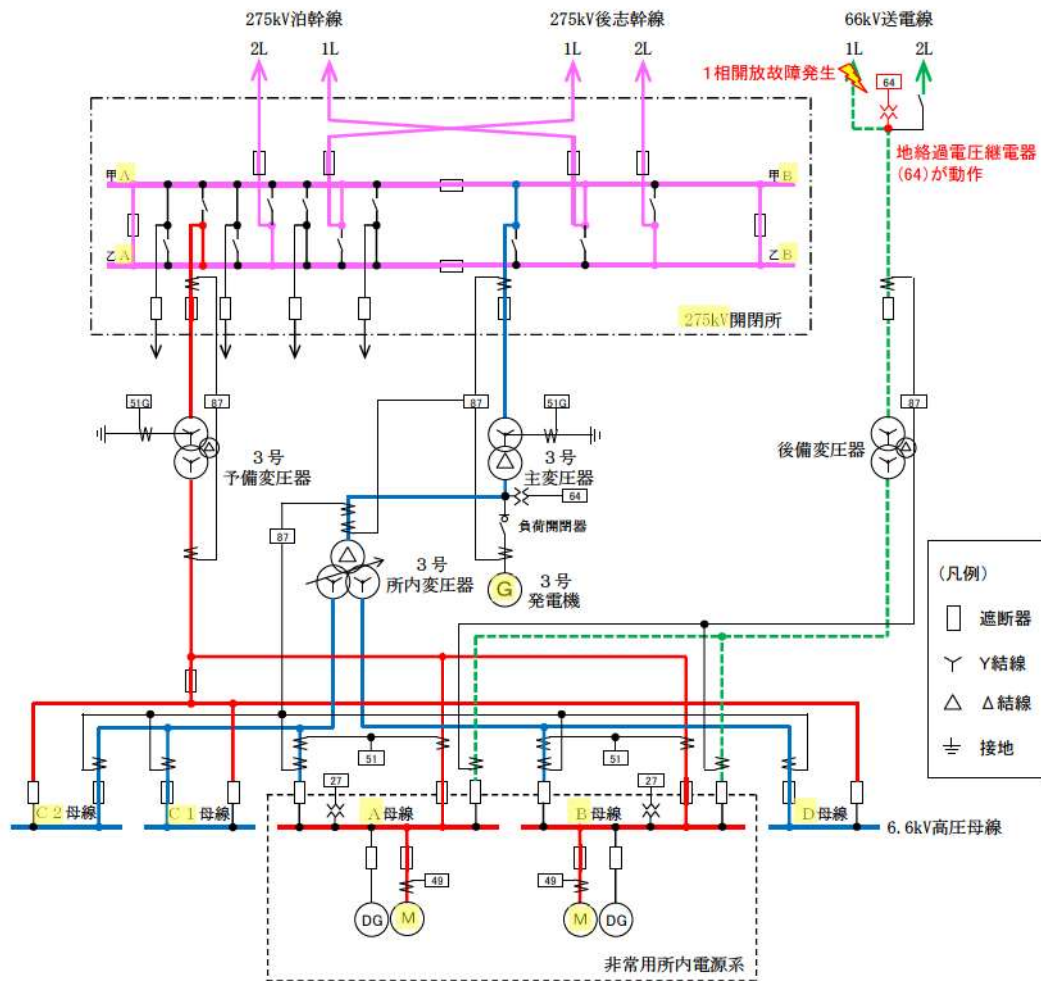 275kV泊幹線
275kV後志幹線
66kV送電線
2L
1L
1L
2L
1L
2L
1相開放故障発生
64
地絡過電圧継電器
(64)が動作
甲A
甲B
乙A
乙B
275kV開閉所
51G
87
87
51G
87
3号
予備変圧器
3号
主変圧器
後備変圧器
64
負荷開閉器
87
3号
所内変圧器
G
3号
発電機
(凡例)
遮断器
Y結線
Δ結線
接地
51
51
27
27
C2母線
C1母線
A母線
B母線
D母線
6.6kV高圧母線
49
49
DG
M
M
DG
非常用所内電源系